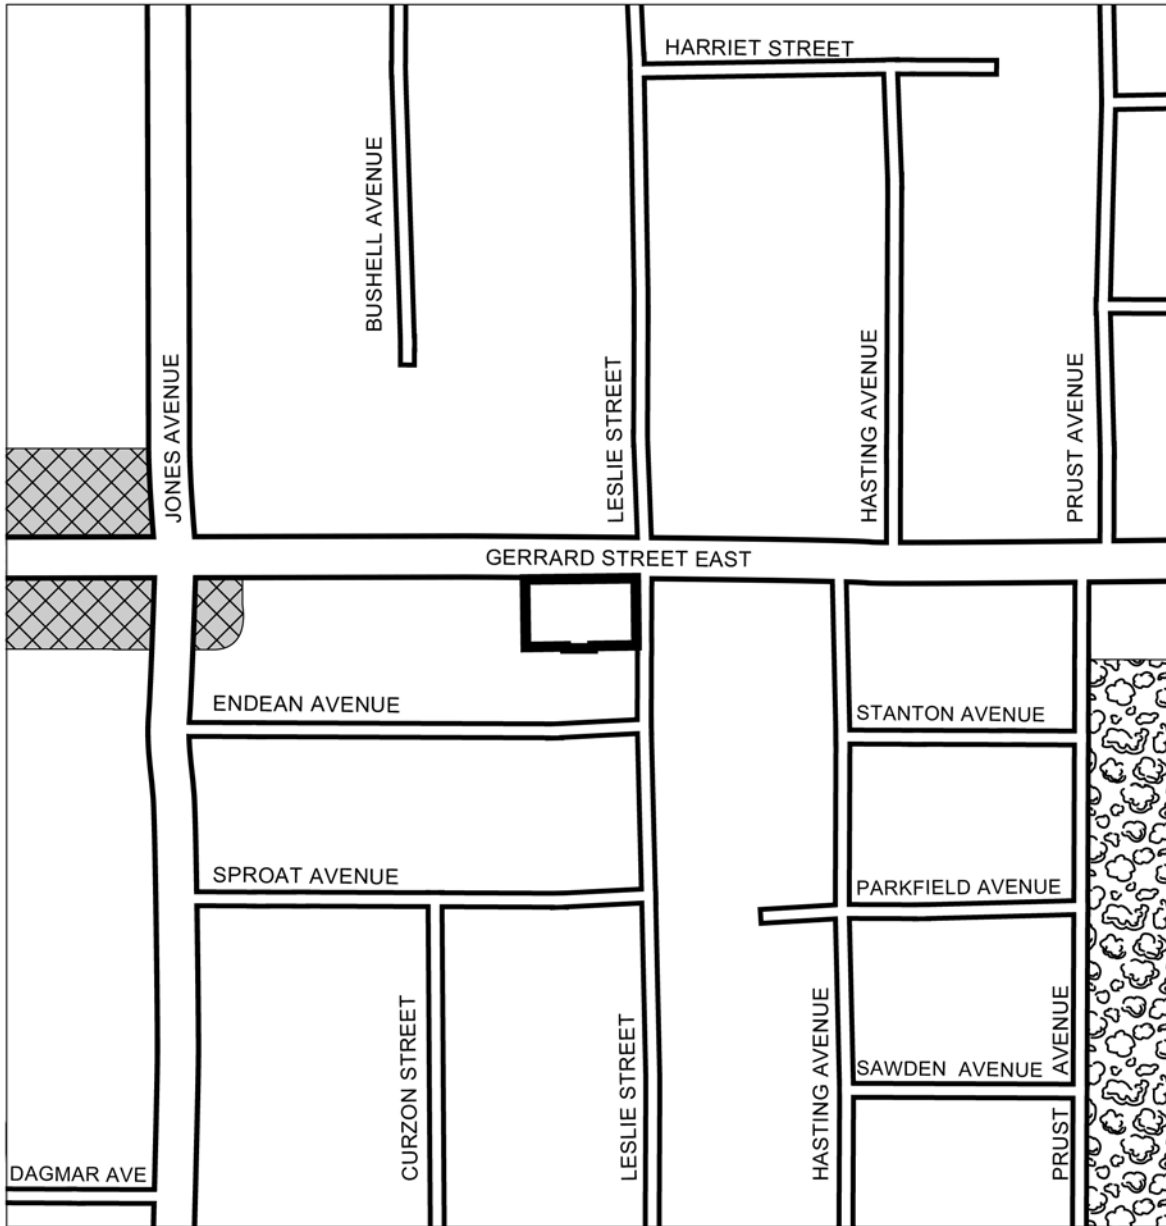 HARRIET STREET
BUSHELL AVENUE
JONES AVENUE
LESLIE STREET
HASTING AVENUE
PRUST AVENUE
GERRARD STREET EAST
ENDEAN AVENUE
STANTON AVENUE
SPROAT AVENUE
PARKFIELD AVENUE
CURZON STREET
LESLIE STREET
HASTING AVENUE
SAWDEN AVENUE
PRUST AVENUE
DAGMAR AVE